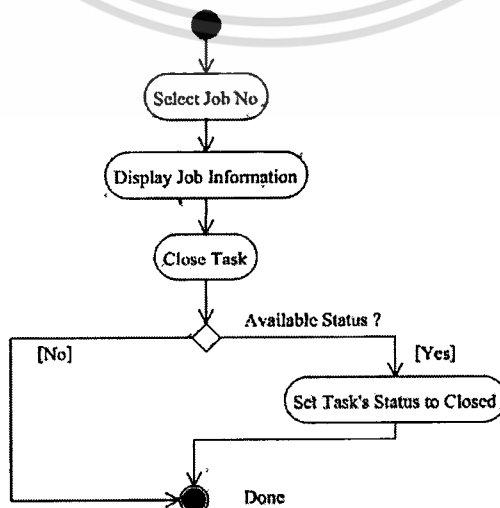 Select Job No
Display Job Information
Close Task
Available Status ?
[No]
[Yes]
Set Task's Status to Closed
Done